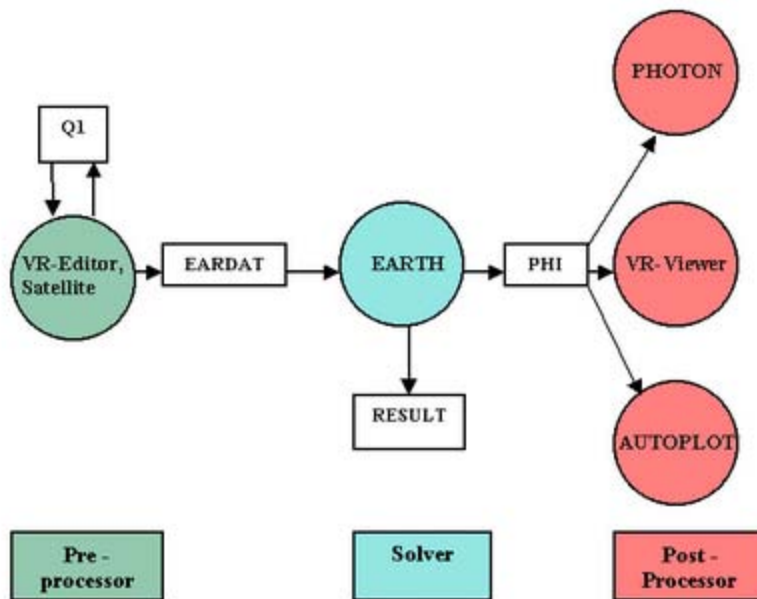 PHOTON
Q1
VR-Editor,
Satellite
EARDAT
EARTH
PHI
VR- Viewer
RESULT
AUTOPLOT
Pre -
processor
Solver
Post -
Processor